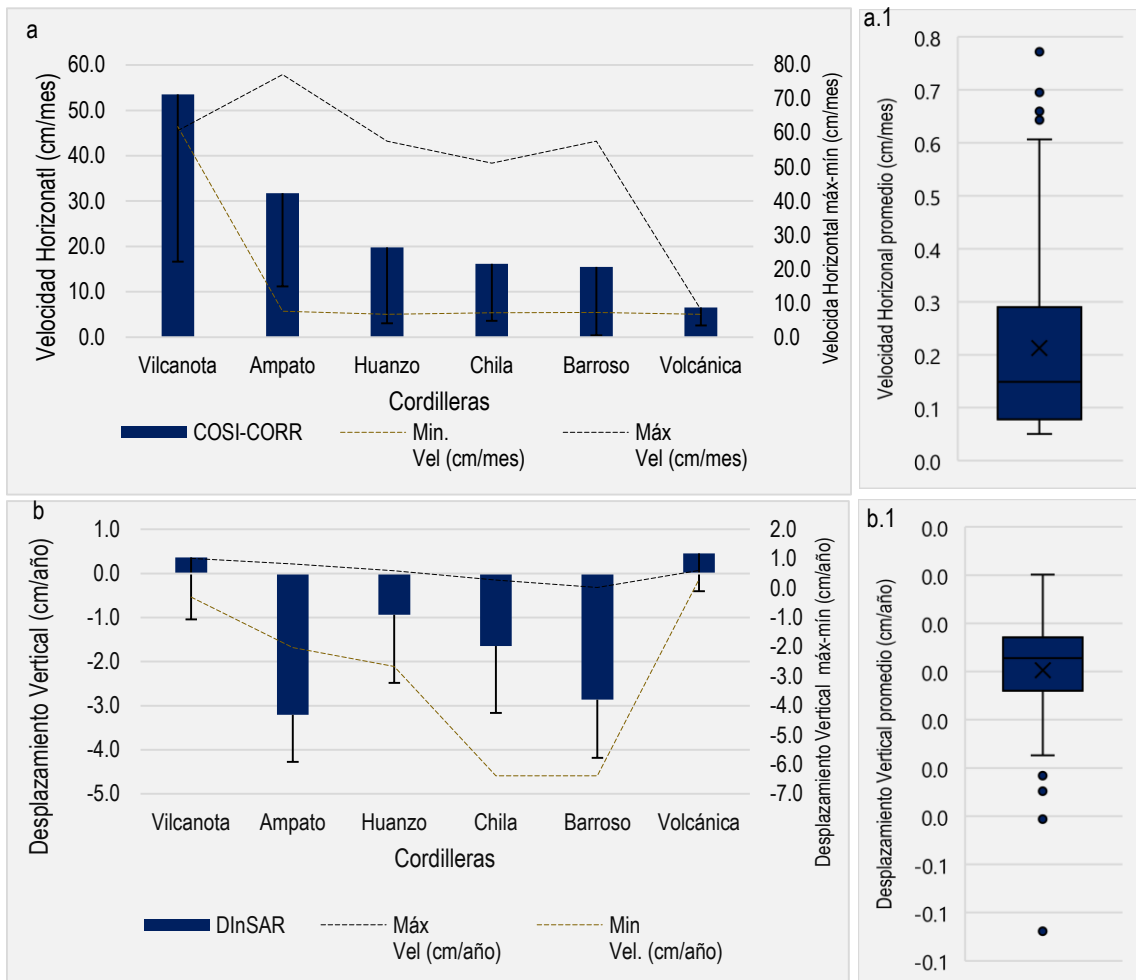 a
Velocidad Horizonatl (cm/mes)
60.0
50.0
40.0
30.0
20.0
10.0
0.0
80.0
70.0
60.0
50.0
40.0
30.0
20.0
10.0
0.0
Velocida Horizontal máx-mín (cm/mes)
Vilcanota Ampato Huanzo Chila Barroso Volcánica
Cordilleras
COSI-CORR
Min.
Vel (cm/mes)
Máx
Vel (cm/mes)
a.1
Velocidad Horizonal promedio (cm/mes)
0.8
0.7
0.6
0.5
0.4
0.3
0.2
0.1
0.0
b
Desplazamiento Vertical (cm/año)
1.0
0.0
-1.0
-2.0
-3.0
-4.0
-5.0
2.0
1.0
0.0
-1.0
-2.0
-3.0
-4.0
-5.0
-6.0
-7.0
Desplazamiento Vertical máx-mín (cm/año)
Vilcanota Ampato Huanzo Chila Barroso Volcánica
Cordilleras
DInSAR
Máx
Vel (cm/año)
Min
Vel. (cm/año)
b.1
Desplazamiento Vertical promedio (cm/año)
0.0
0.0
0.0
0.0
0.0
0.0
0.0
-0.1
-0.1
-0.1